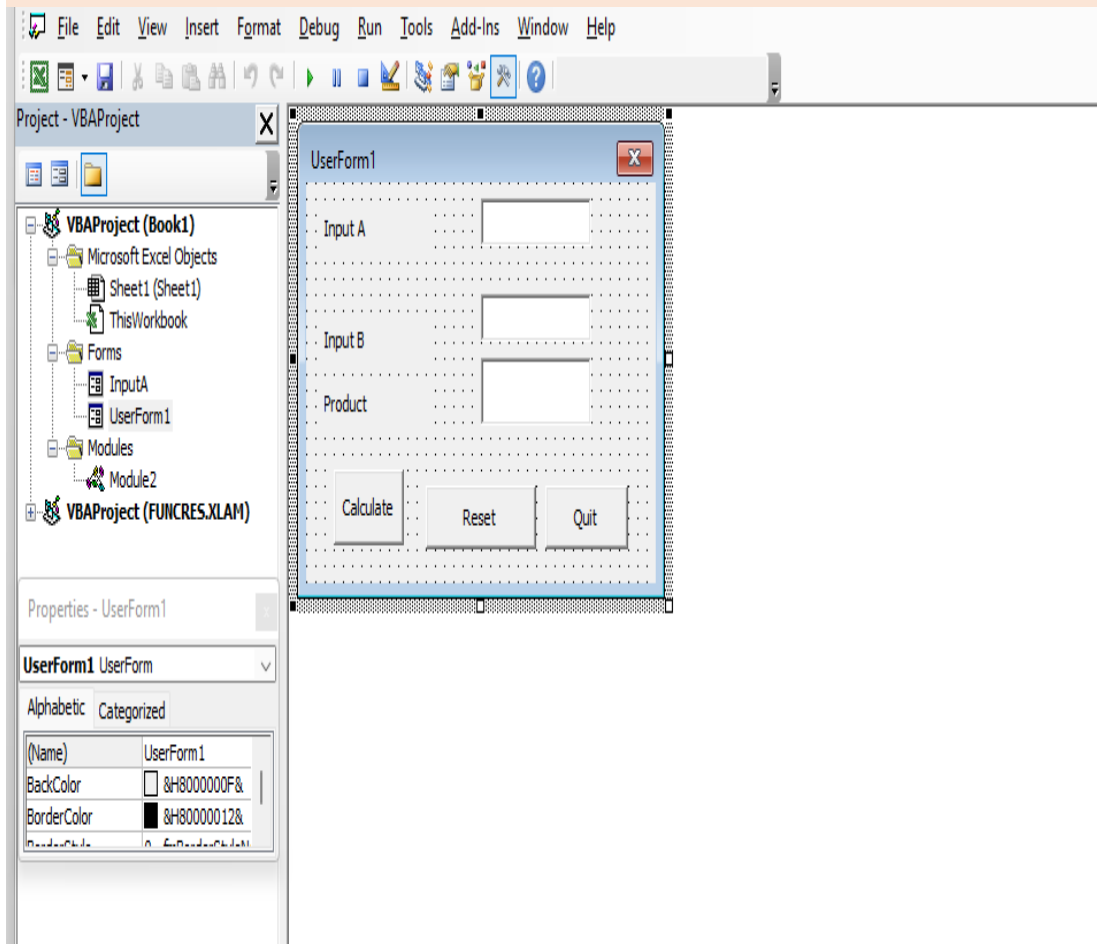 File Edit View Insert Format Debug Run Tools Add-Ins Window Help
Project - VBAProject
VBAProject (Book1)
Microsoft Excel Objects
Sheet1 (Sheet1)
ThisWorkbook
Forms
InputA
UserForm1
Modules
Module2
VBAProject (FUNCRES.XLAM)
Properties - UserForm1
UserForm1 UserForm
Alphabetic Categorized
(Name) UserForm1
BackColor &H8000000F&
BorderColor &H80000012&
UserForm1
Input A
Input B
Product
Calculate Reset Quit